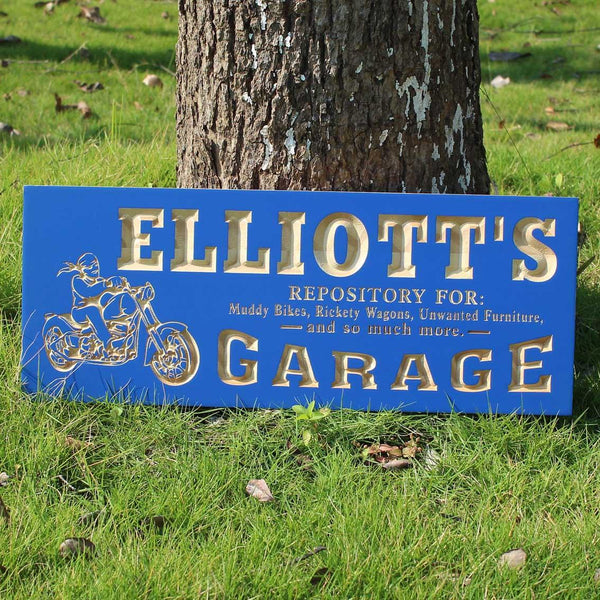 ELLIOTT'S
REPOSITORY FOR:
Muddy Bikes, Rickety Wagons, Unwanted Furniture,
— and so much more. —
GARAGE